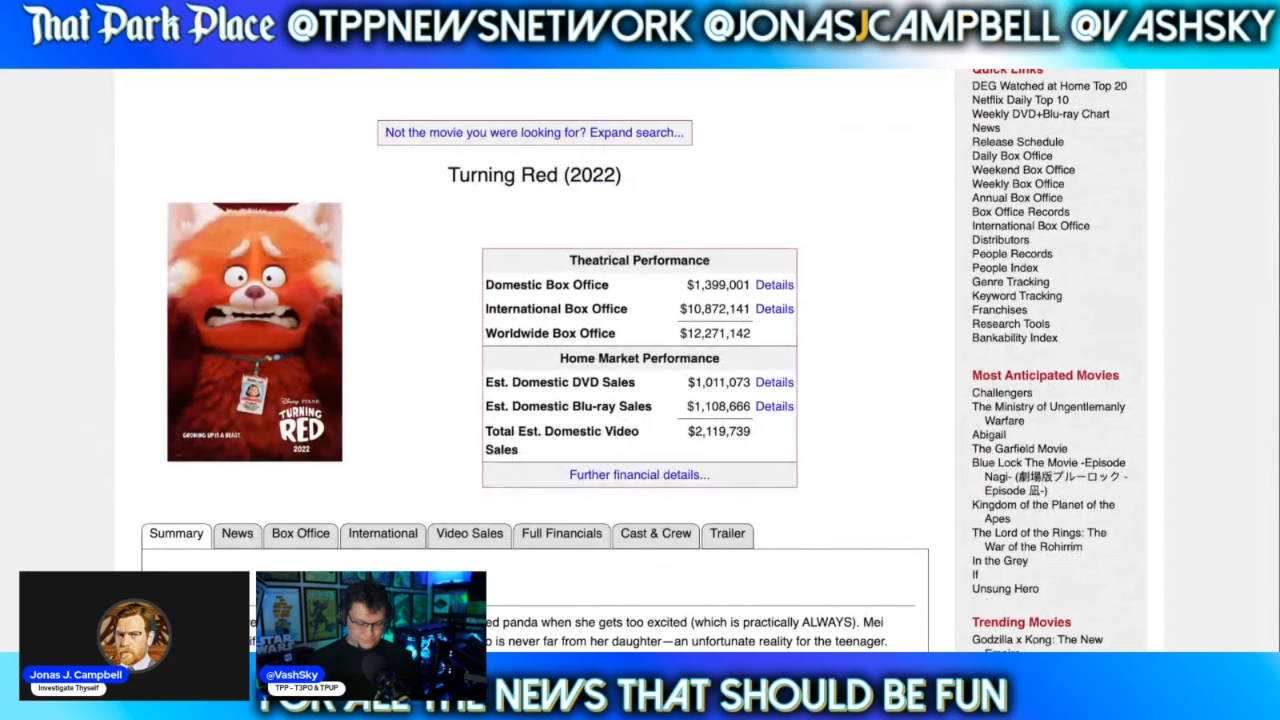 That Park Place @TPPNEWSNETWORK @JONASJCAMPBELL @VASHSKY
Not the movie you were looking for? Expand search...
Turning Red (2022)
Disney PIXAR
TURNING
RED
GROWING UP IS A BEAST.
2022
Theatrical Performance
Domestic Box Office $1,399,001 Details
International Box Office $10,872,141 Details
Worldwide Box Office $12,271,142
Home Market Performance
Est. Domestic DVD Sales $1,011,073 Details
Est. Domestic Blu-ray Sales $1,108,666 Details
Total Est. Domestic Video $2,119,739
Sales
Further financial details...
Summary News Box Office International Video Sales Full Financials Cast & Crew Trailer
ed panda when she gets too excited (which is practically ALWAYS). Mei
is never far from her daughter—an unfortunate reality for the teenager.
Quick Links
DEG Watched at Home Top 20
Netflix Daily Top 10
Weekly DVD+Blu-ray Chart
News
Release Schedule
Daily Box Office
Weekend Box Office
Weekly Box Office
Annual Box Office
Box Office Records
International Box Office
Distributors
People Records
People Index
Genre Tracking
Keyword Tracking
Franchises
Research Tools
Bankability Index
Most Anticipated Movies
Challengers
The Ministry of Ungentlemanly
Warfare
Abigail
The Garfield Movie
Blue Lock The Movie -Episode
Nagi- (劇場版ブルーロック -
Episode 凪-)
Kingdom of the Planet of the
Apes
The Lord of the Rings: The
War of the Rohirrim
In the Grey
If
Unsung Hero
Trending Movies
Godzilla x Kong: The New
STAR
WARS
Jonas J. Campbell
Investigate Thyself
@VashSky
TPP - T3PO & TPUP
FOR ALL THE NEWS THAT SHOULD BE FUN